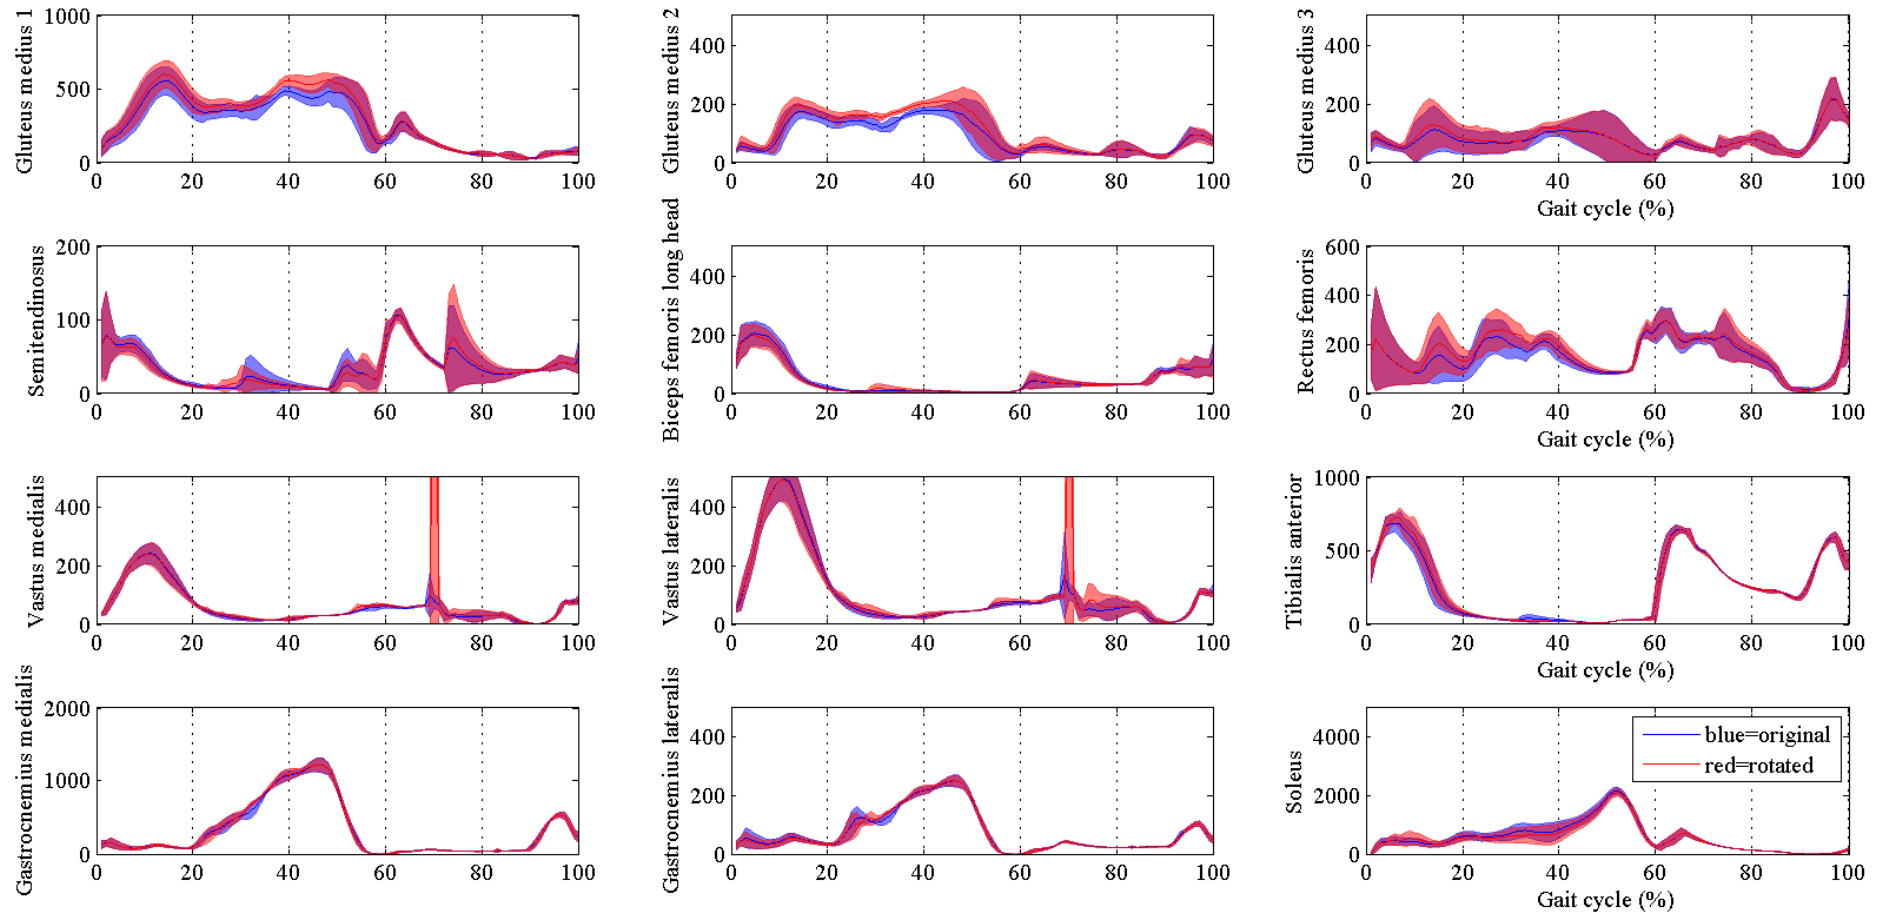 Gluteus medius 1
1000
500
0
0 20 40 60 80 100
Gluteus medius 2
400
200
0
0 20 40 60 80 100
Gluteus medius 3
400
200
0
0 20 40 60 80 100
Gait cycle (%)
Semitendinosus
200
100
0
0 20 40 60 80 100
Biceps femoris long head
400
200
0
0 20 40 60 80 100
Rectus femoris
600
400
200
0
0 20 40 60 80 100
Gait cycle (%)
Vastus medialis
400
200
0
0 20 40 60 80 100
Vastus lateralis
400
200
0
0 20 40 60 80 100
Tibialis anterior
1000
500
0
0 20 40 60 80 100
Gait cycle (%)
Gastrocnemius medialis
2000
1000
0
0 20 40 60 80 100
Gastrocnemius lateralis
400
200
0
0 20 40 60 80 100
Soleus
4000
2000
0
0 20 40 60 80 100
Gait cycle (%)
blue=original
red=rotated